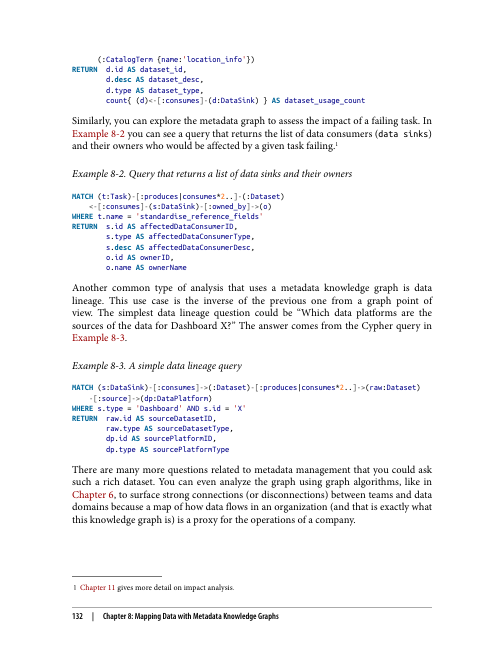 (:CatalogTerm {name:'location_info'})
RETURN  d.id AS dataset_id,
        d.desc AS dataset_desc,
        d.type AS dataset_type,
        count{ (d)<-[:consumes]-(d:DataSink) } AS dataset_usage_count
Similarly, you can explore the metadata graph to assess the impact of a failing task. In
Example 8-2 you can see a query that returns the list of data consumers (data sinks)
and their owners who would be affected by a given task failing.1
Example 8-2. Query that returns a list of data sinks and their owners
MATCH (t:Task)-[:produces|consumes*2..]-(:Dataset)
    <-[:consumes]-(s:DataSink)-[:owned_by]->(o)
WHERE t.name = 'standardise_reference_fields'
RETURN  s.id AS affectedDataConsumerID,
        s.type AS affectedDataConsumerType,
        s.desc AS affectedDataConsumerDesc,
        o.id AS ownerID,
        o.name AS ownerName
Another common type of analysis that uses a metadata knowledge graph is data
lineage. This use case is the inverse of the previous one from a graph point of
view. The simplest data lineage question could be “Which data platforms are the
sources of the data for Dashboard X?” The answer comes from the Cypher query in
Example 8-3.
Example 8-3. A simple data lineage query
MATCH (s:DataSink)-[:consumes]->(:Dataset)-[:produces|consumes*2..]->(raw:Dataset)
    -[:source]->(dp:DataPlatform)
WHERE s.type = 'Dashboard' AND s.id = 'X'
RETURN  raw.id AS sourceDatasetID,
        raw.type AS sourceDatasetType,
        dp.id AS sourcePlatformID,
        dp.type AS sourcePlatformType
There are many more questions related to metadata management that you could ask
such a rich dataset. You can even analyze the graph using graph algorithms, like in
Chapter 6, to surface strong connections (or disconnections) between teams and data
domains because a map of how data flows in an organization (and that is exactly what
this knowledge graph is) is a proxy for the operations of a company.
1 Chapter 11 gives more detail on impact analysis.
132 | Chapter 8: Mapping Data with Metadata Knowledge Graphs